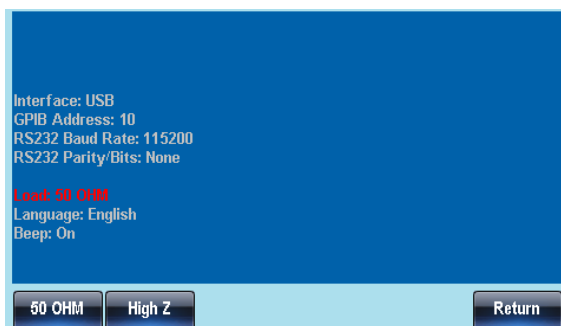 Interface: USB
GPIB Address: 10
RS232 Baud Rate: 115200
RS232 Parity/Bits: None
Load: 50 OHM
Language: English
Beep: On
50 OHM
High Z
Return